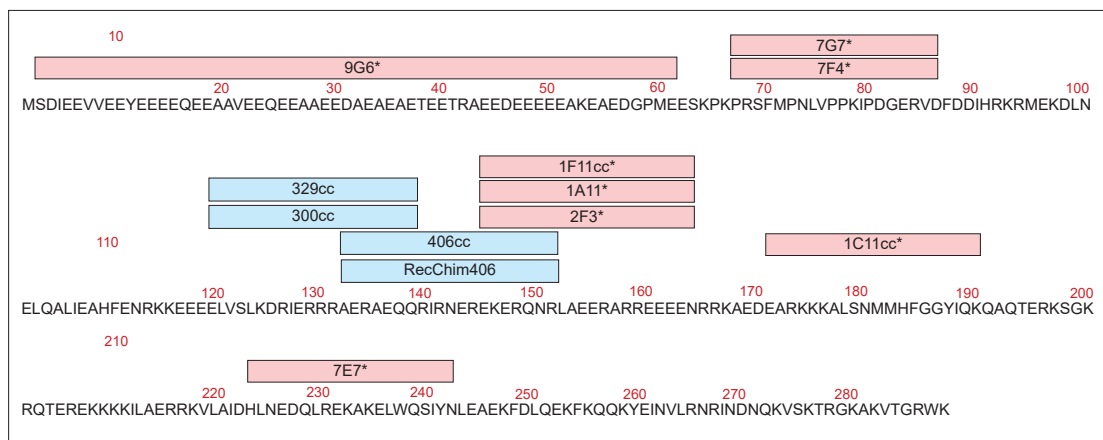 10
7G7*
9G6*
7F4*
20 30 40 50 60 70 80 90 100
MSDIEEVVEEYEEEEQEEAAVEEQEEAAEEDAEAEAETEETRAEEDEEEEEAKEAEDGPMEESKPKPRSFMPNLVPPKIPDGERVDFDDIHRKRMEKDLN
1F11cc*
329cc 1A11*
300cc 2F3*
110 406cc 1C11cc*
RecChim406
120 130 140 150 160 170 180 190 200
ELQALIEAHFENRKKEEEELVSLKDRIERRRAERAEQQRIRNEREKERQNRLAEERARREEEENRRKAEDEARKKKALSNMMHFGGYIQKQAQTERKSGK
210
7E7*
220 230 240 250 260 270 280
RQTEREKKKKILAERRKVLAIDHLNEDQLREKAKELWQSIYNLEAEKFDLQEKFKQQKYEINVLRNRINDNQKVSKTRGKAKVTGRWK